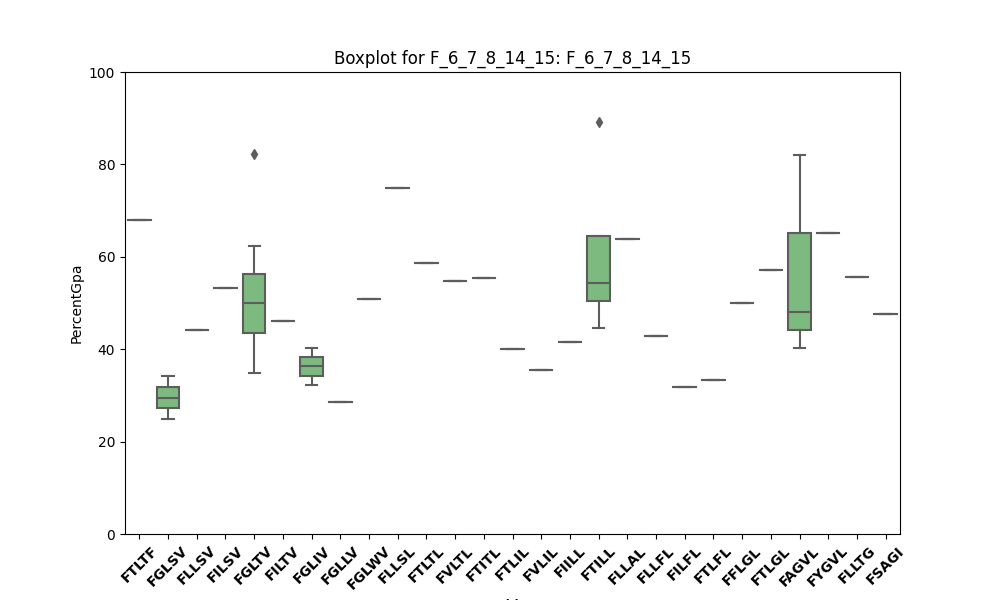 Boxplot for F_6_7_8_14_15: F_6_7_8_14_15
100
80
60
40
20
0
PercentGpa
FTLTF FGLSV FLLSV FILSV FGLTV FILTV FGLIV FGLLV FGLWV FLLSL FTLTL FVLTL FTITL FTLIL FVLIL FIILL FTILL FLLAL FLLFL FILFL FTLFL FFLGL FTLGL FAGVL FYGVL FLLTG FSAGI